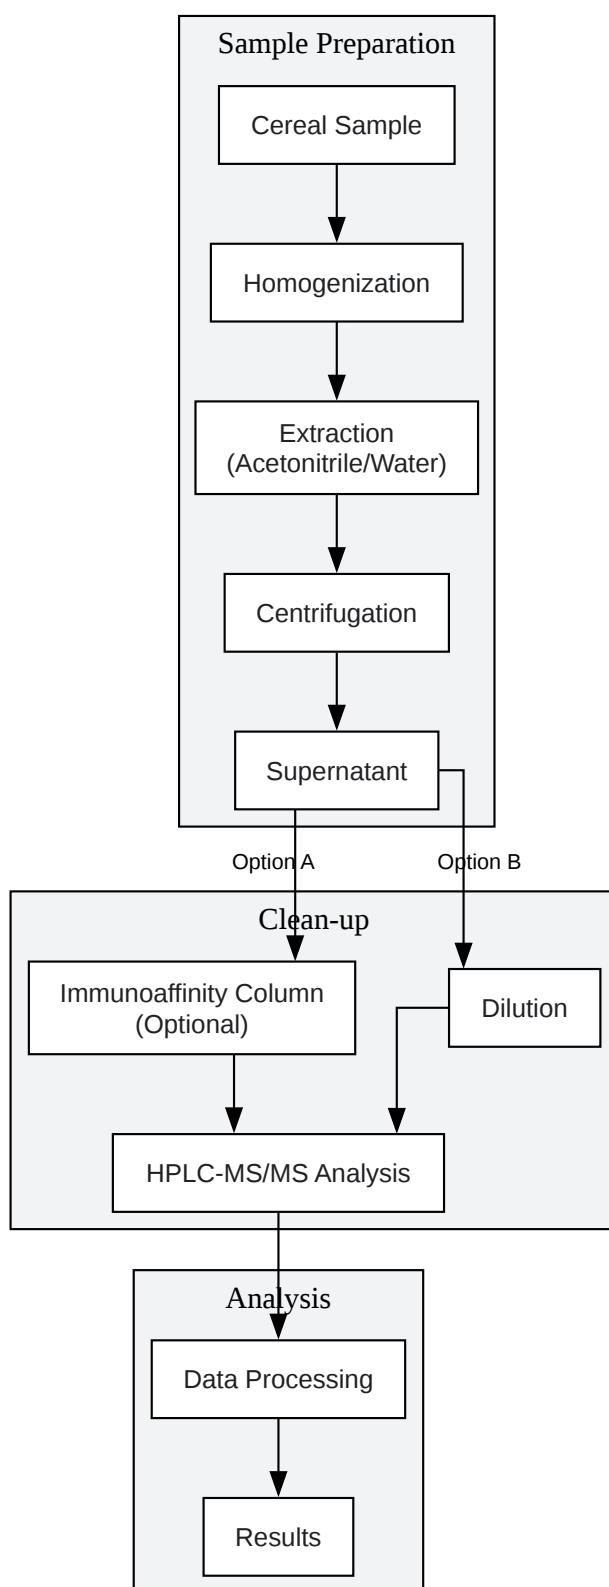 Sample Preparation
Cereal Sample
Homogenization
Extraction
(Acetonitrile/Water)
Centrifugation
Supernatant
Option A
Option B
Clean-up
Immunoaffinity Column
(Optional)
Dilution
HPLC-MS/MS Analysis
Analysis
Data Processing
Results